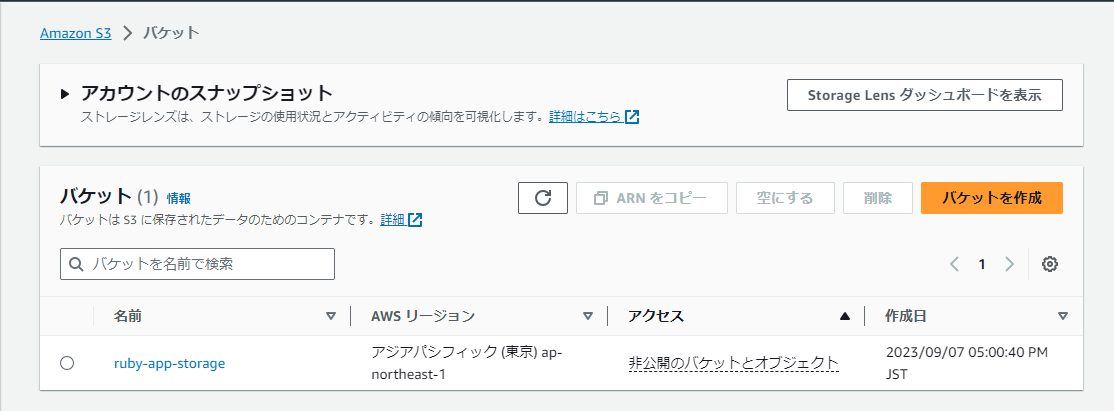 Amazon S3 > バケット
アカウントのスナップショット
ストレージレンズは、ストレージの使用状況とアクティビティの傾向を可視化します。詳細はこちら
Storage Lens ダッシュボードを表示
バケット (1) 情報
バケットは S3 に保存されたデータのためのコンテナです。詳細
ARN をコピー
空にする
削除
バケットを作成
バケットを名前で検索
1
名前
AWS リージョン
アクセス
作成日
ruby-app-storage
アジアパシフィック (東京) ap-
northeast-1
非公開のバケットとオブジェクト
2023/09/07 05:00:40 PM
JST